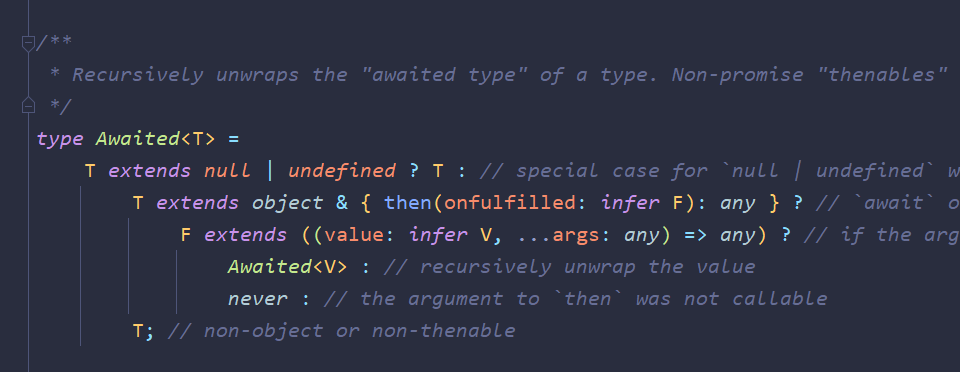 /**
 * Recursively unwraps the "awaited type" of a type. Non-promise "thenables"
 */
type Awaited<T> =
    T extends null | undefined ? T : // special case for `null | undefined` w
        T extends object & { then(onfulfilled: infer F): any } ? // `await` o
            F extends ((value: infer V, ...args: any) => any) ? // if the arg
                Awaited<V> : // recursively unwrap the value
                never : // the argument to `then` was not callable
        T; // non-object or non-thenable